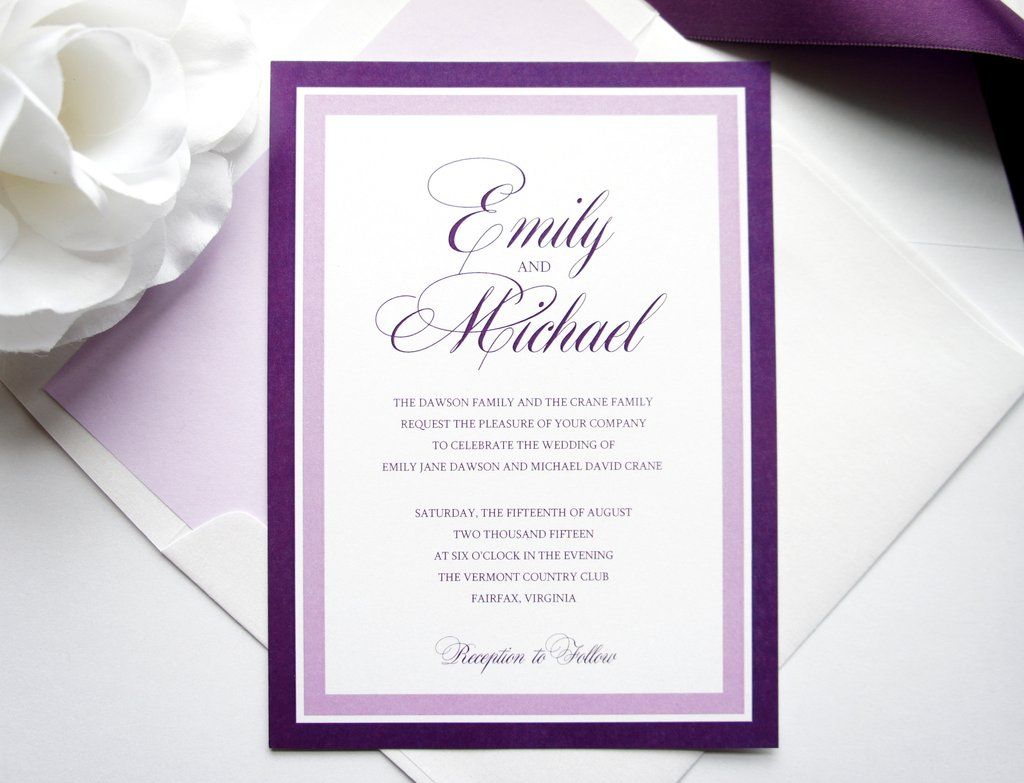 Emily
AND
Michael
THE DAWSON FAMILY AND THE CRANE FAMILY
REQUEST THE PLEASURE OF YOUR COMPANY
TO CELEBRATE THE WEDDING OF
EMILY JANE DAWSON AND MICHAEL DAVID CRANE
SATURDAY, THE FIFTEENTH OF AUGUST
TWO THOUSAND FIFTEEN
AT SIX O'CLOCK IN THE EVENING
THE VERMONT COUNTRY CLUB
FAIRFAX, VIRGINIA
Reception to Follow